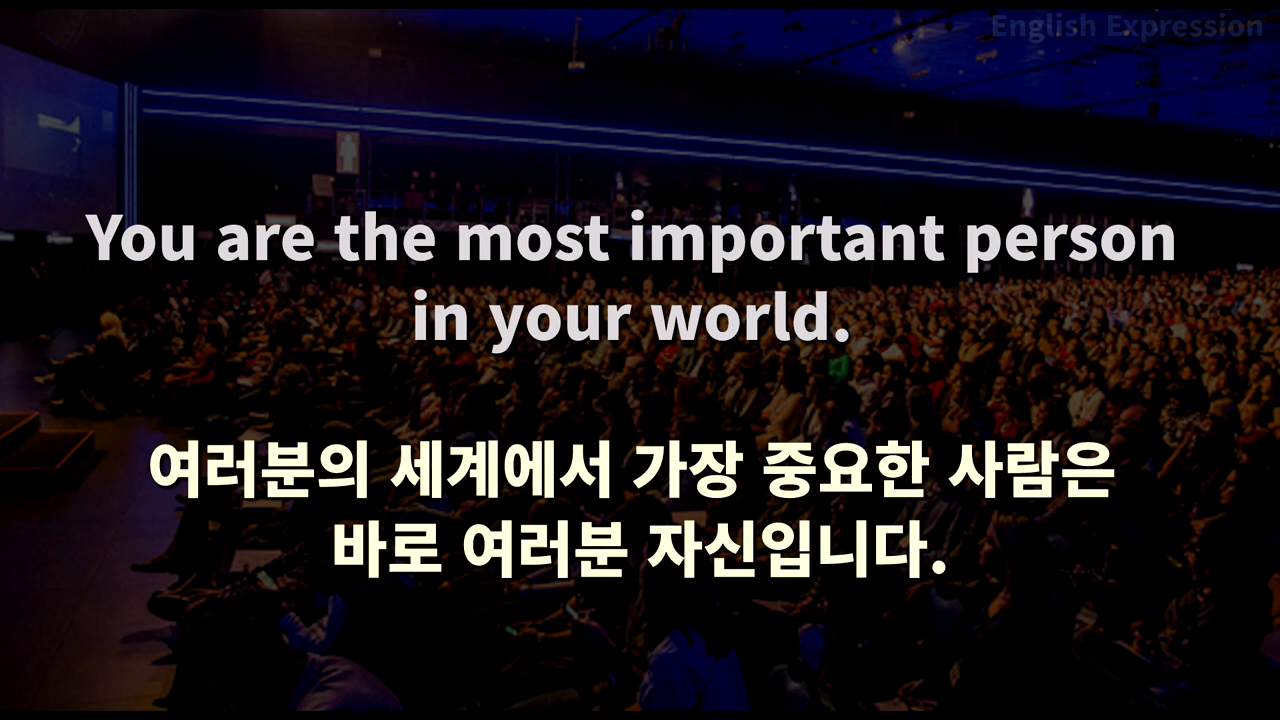 English Expression
You are the most important person
in your world.
여러분의 세계에서 가장 중요한 사람은
바로 여러분 자신입니다.